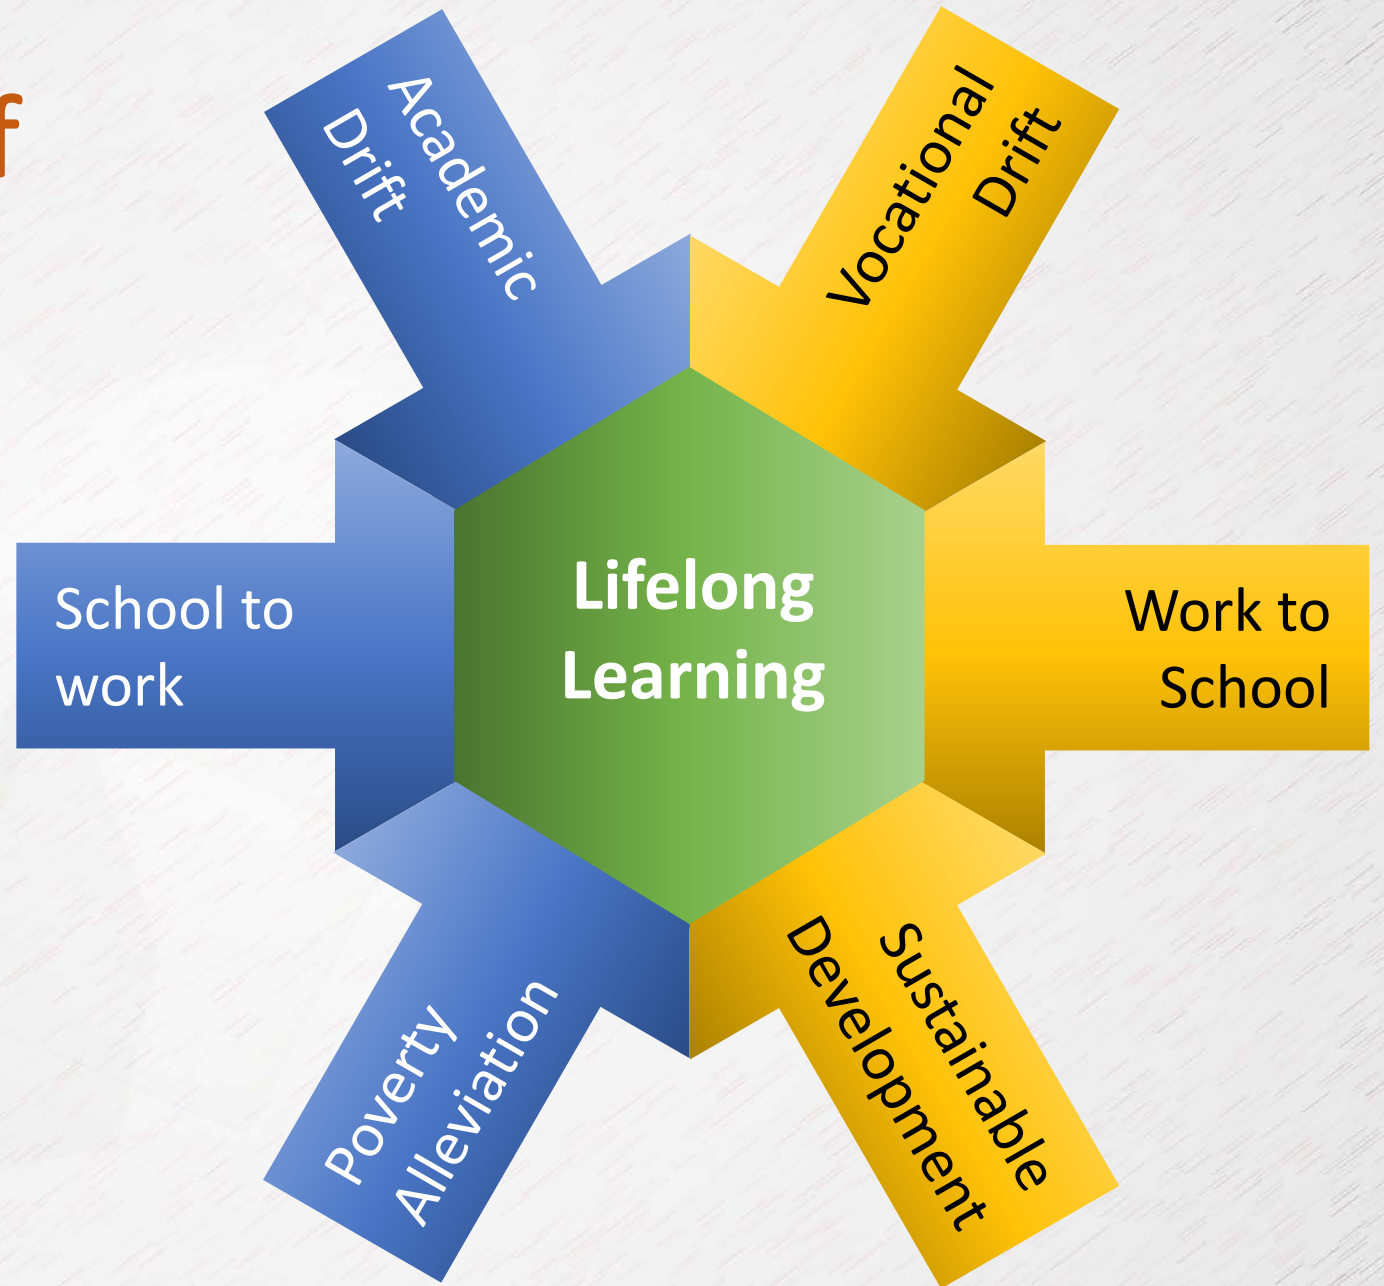 f
Academic
Drift
Vocational
Drift
School to
work
Lifelong
Learning
Work to
School
Poverty
Alleviation
Sustainable
Development